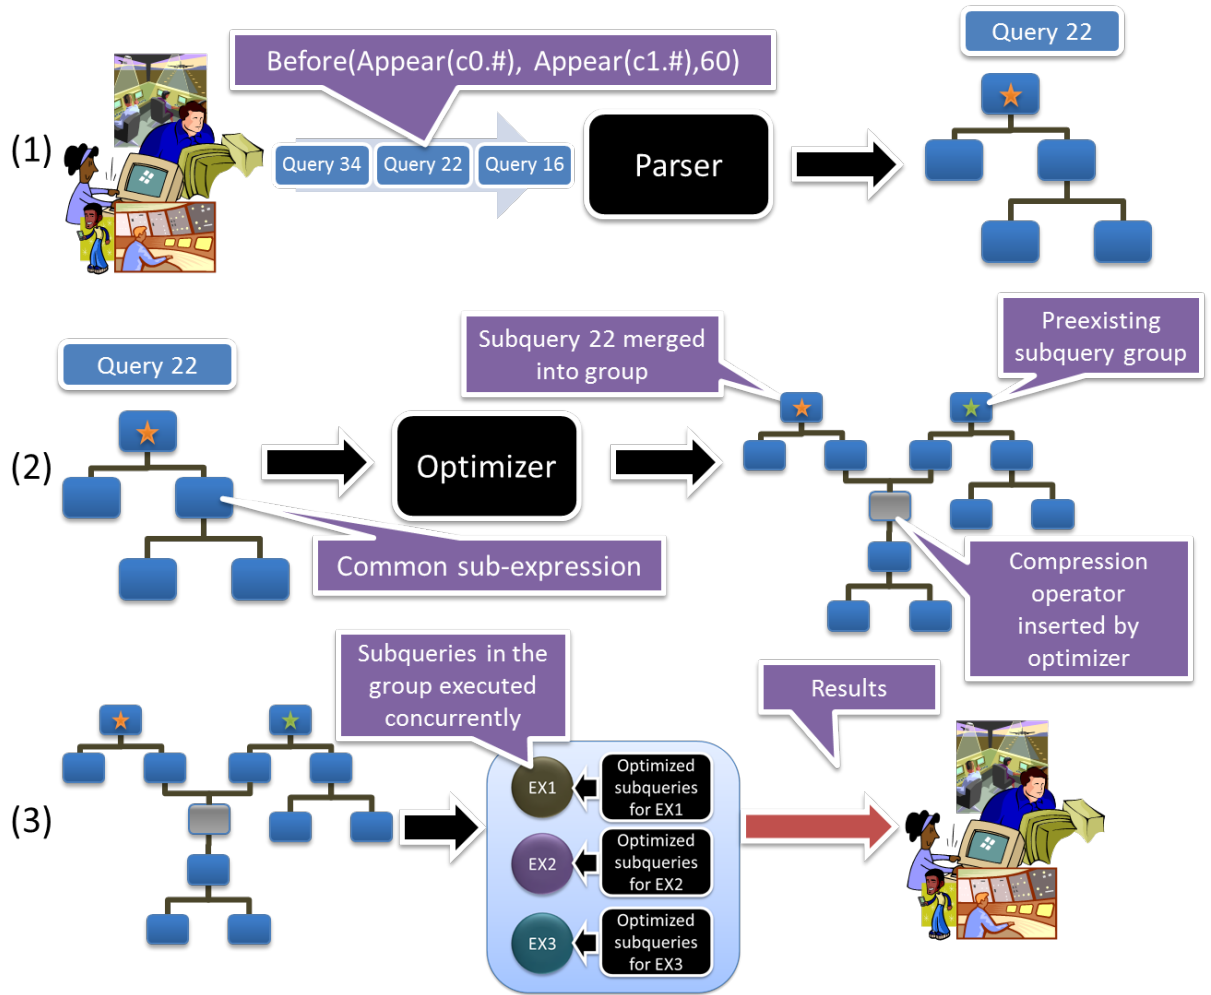 Before(Appear(c0.#), Appear(c1.#),60)
Query 22
(1)
Query 34
Query 22
Query 16
Parser
Query 22
Subquery 22 merged
into group
Preexisting
subquery group
(2)
Optimizer
Common sub-expression
Compression
operator
inserted by
optimizer
Subqueries in the
group executed
concurrently
Results
(3)
EX1
Optimized
subqueries
for EX1
EX2
Optimized
subqueries
for EX2
EX3
Optimized
subqueries
for EX3